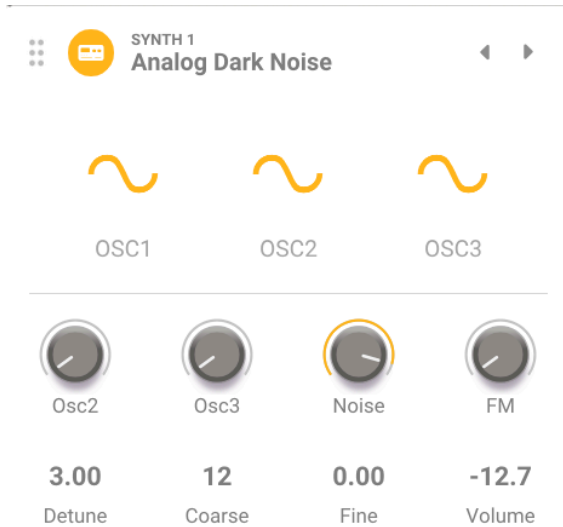 SYNTH 1
Analog Dark Noise
OSC1 OSC2 OSC3
Osc2 Osc3 Noise FM
3.00 12 0.00 -12.7
Detune Coarse Fine Volume